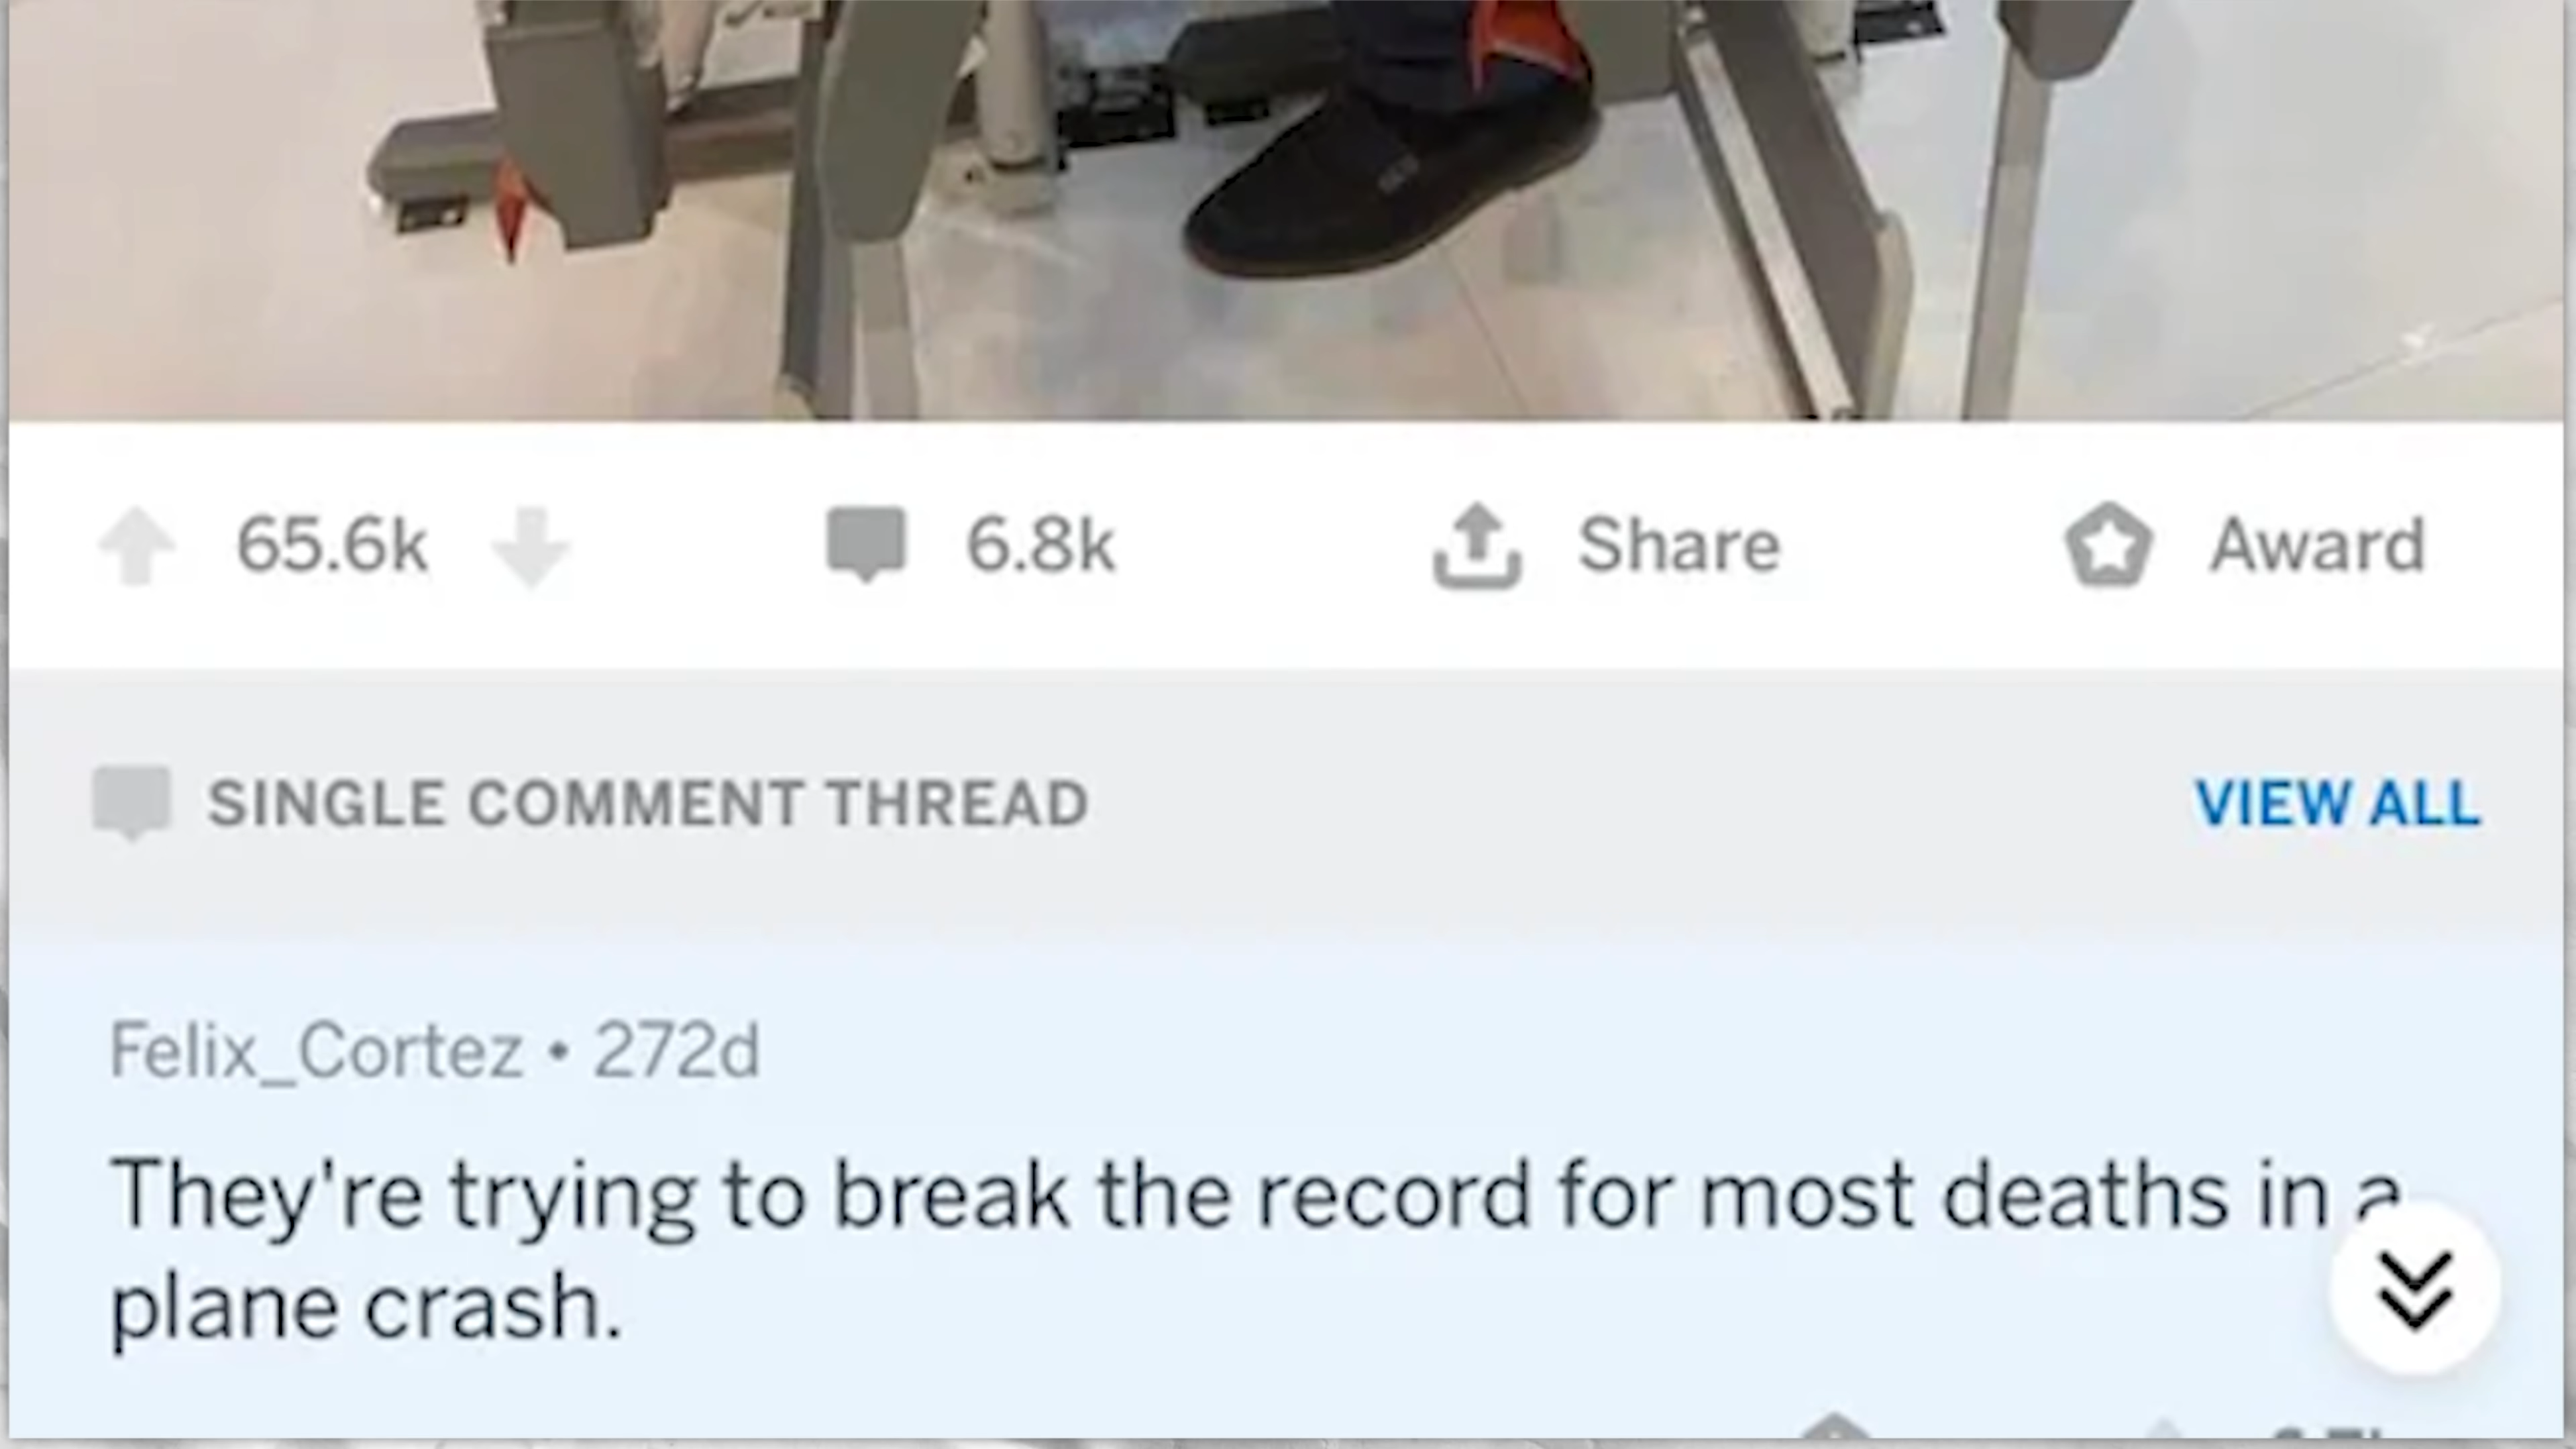 65.6k 6.8k Share Award
SINGLE COMMENT THREAD VIEW ALL
Felix_Cortez • 272d
They're trying to break the record for most deaths in a
plane crash.